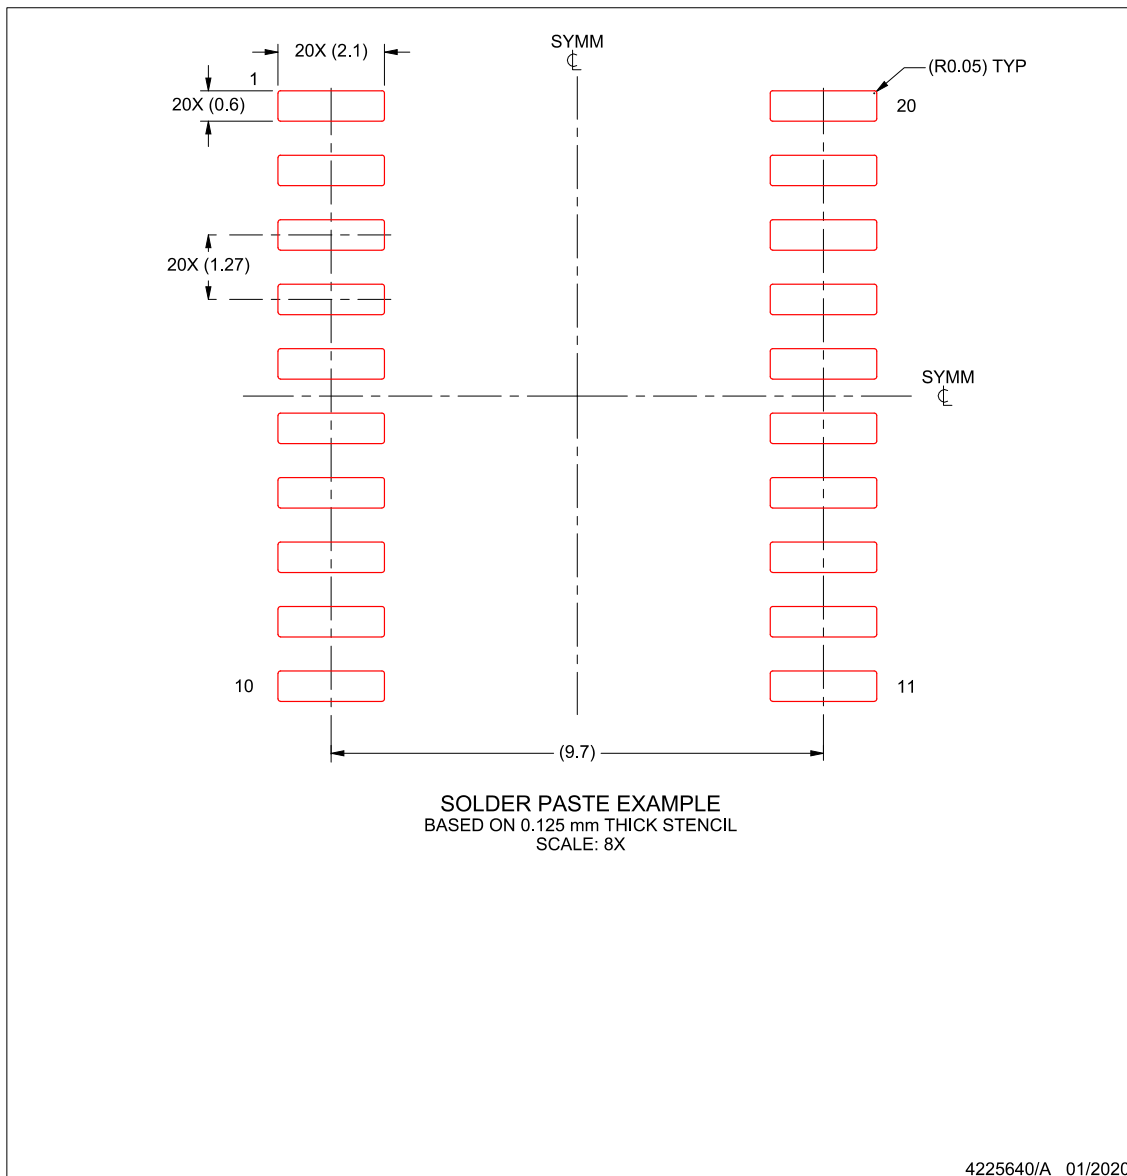 20X (2.1)
SYMM
(R0.05) TYP
1
20X (0.6)
20
20X (1.27)
SYMM
10
11
(9.7)
SOLDER PASTE EXAMPLE
BASED ON 0.125 mm THICK STENCIL
SCALE: 8X
4225640/A 01/2020